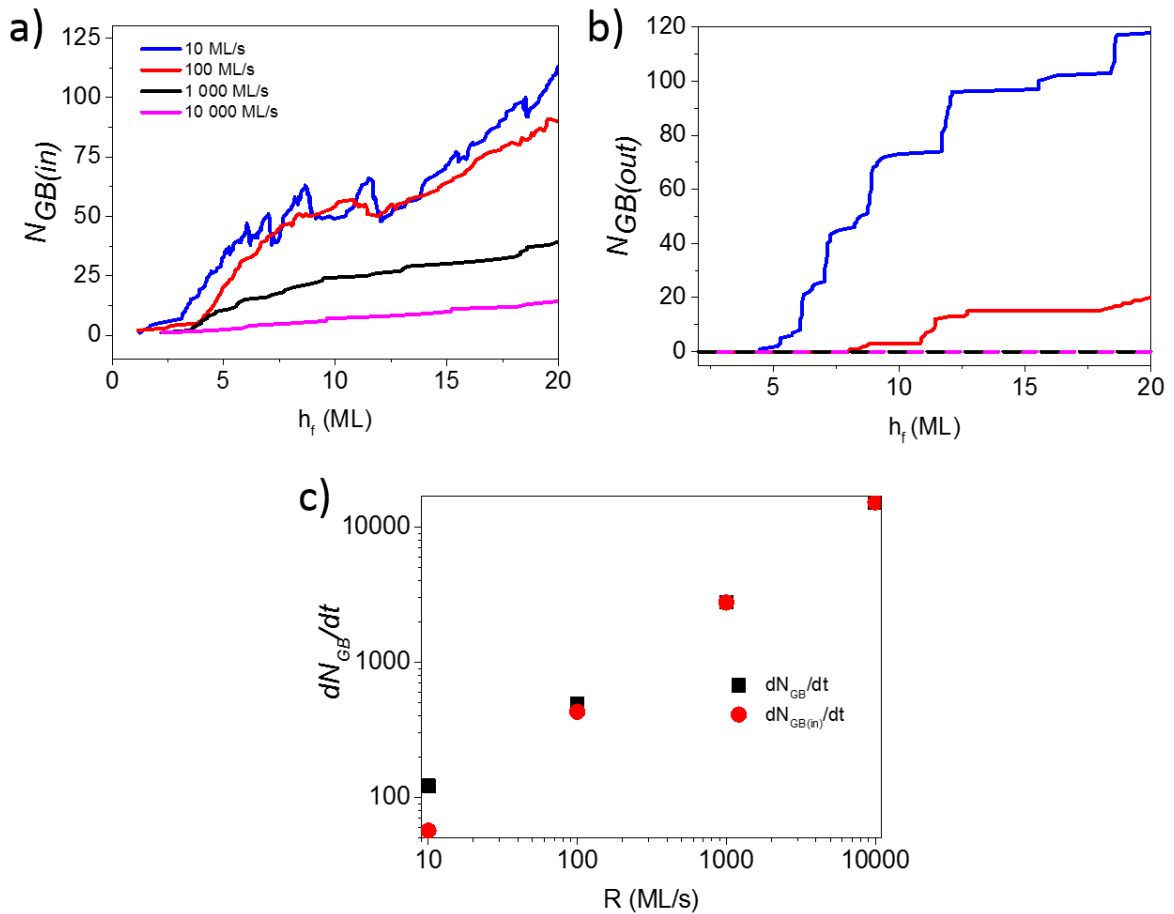 a)
125
100
75
50
25
0
N_GB(in)
10 ML/s
100 ML/s
1 000 ML/s
10 000 ML/s
0 5 10 15 20
h_f (ML)
b)
120
100
80
60
40
20
0
N_GB(out)
5 10 15 20
h_f (ML)
c)
10000
1000
100
dN_GB/dt
dN_GB/dt
dN_GB(in)/dt
10 100 1000 10000
R (ML/s)